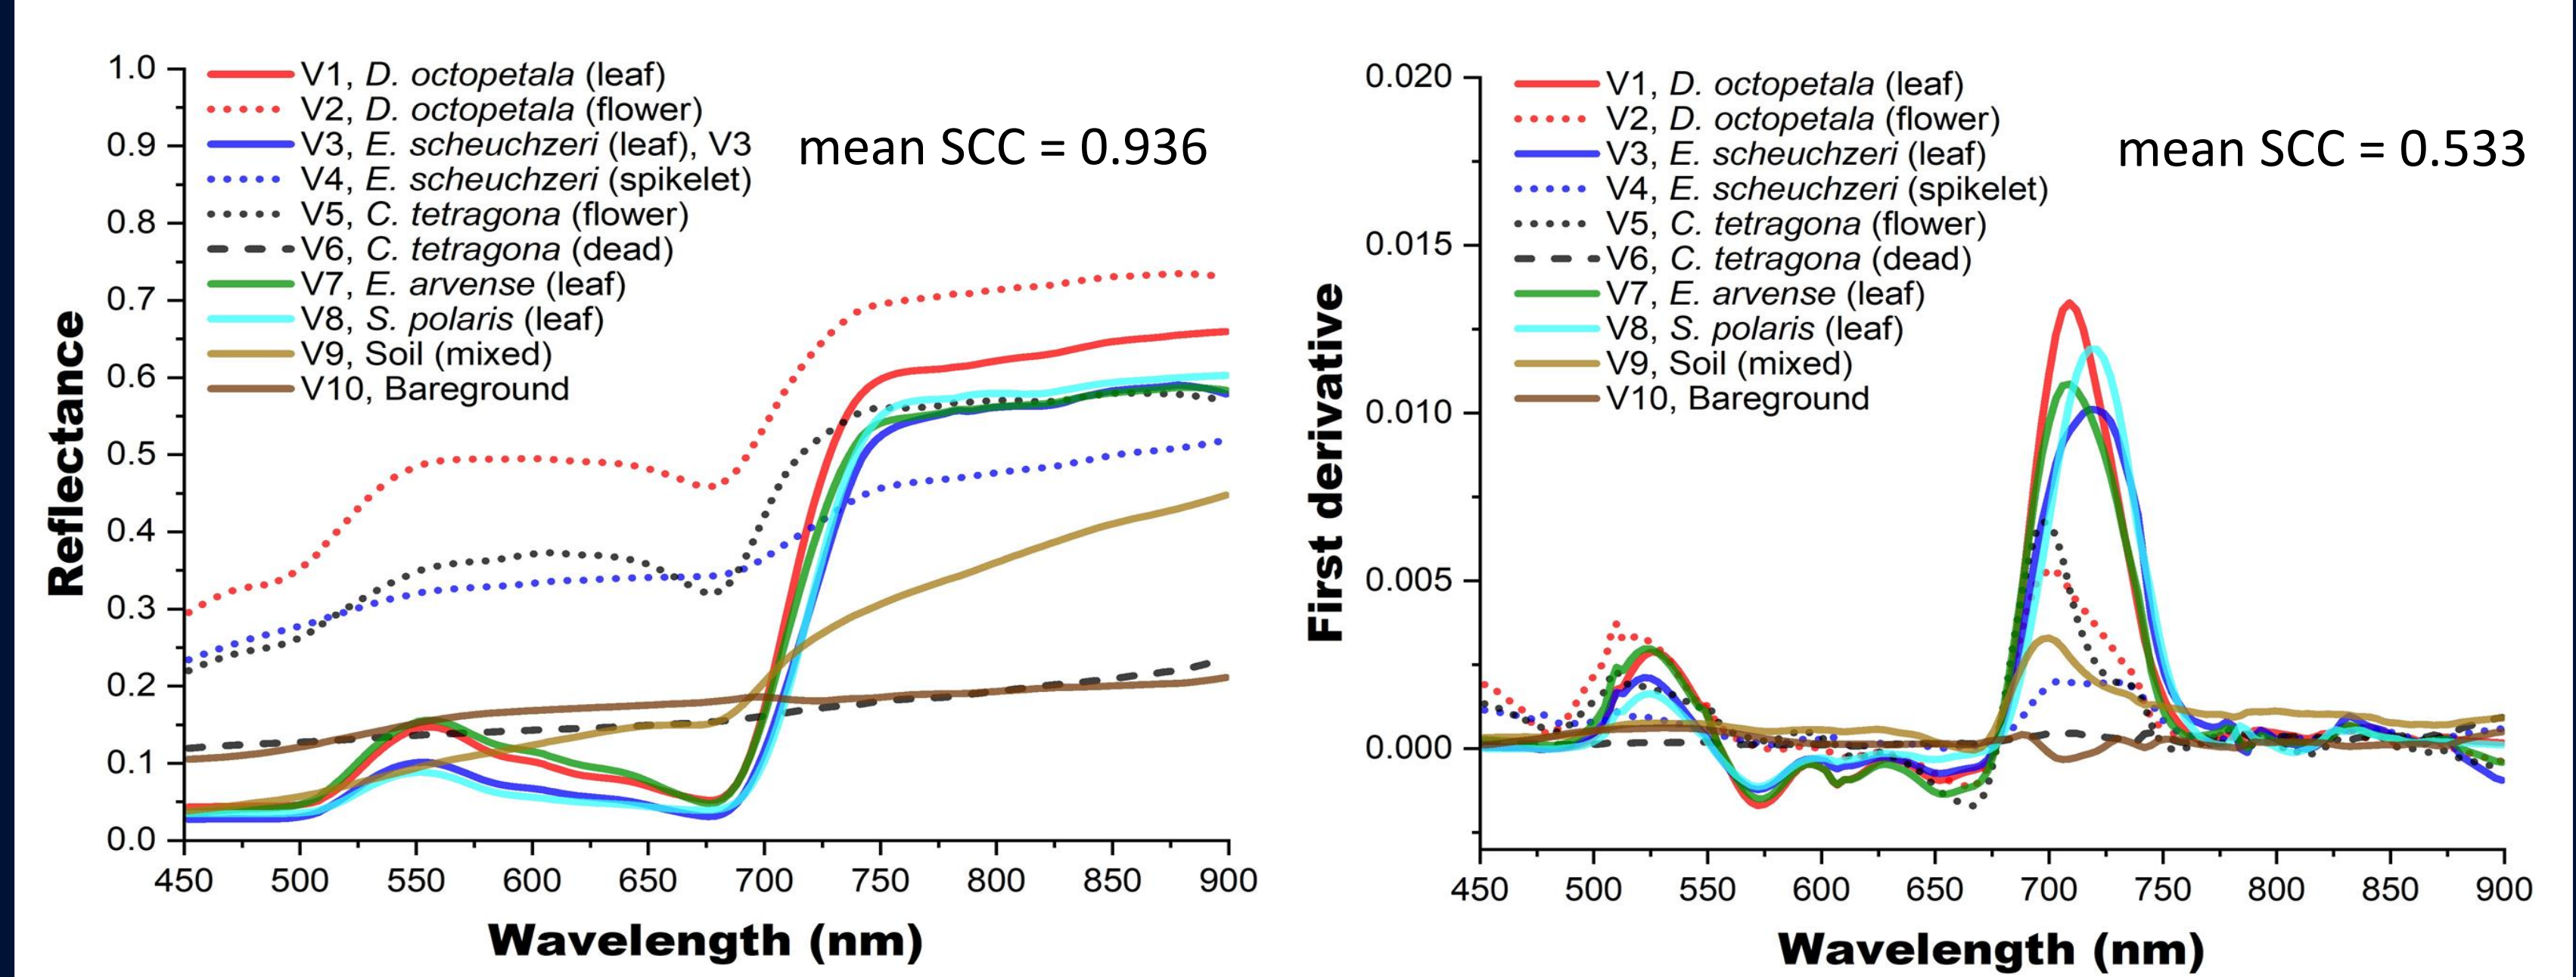 1.0
0.9
0.8
0.7
0.6
0.5
0.4
0.3
0.2
0.1
0.0
Reflectance
V1, D. octopetala (leaf)
V2, D. octopetala (flower)
V3, E. scheuchzeri (leaf), V3
V4, E. scheuchzeri (spikelet)
V5, C. tetragona (flower)
V6, C. tetragona (dead)
V7, E. arvense (leaf)
V8, S. polaris (leaf)
V9, Soil (mixed)
V10, Bareground
mean SCC = 0.936
450 500 550 600 650 700 750 800 850 900
Wavelength (nm)
0.020
0.015
0.010
0.005
0.000
First derivative
V1, D. octopetala (leaf)
V2, D. octopetala (flower)
V3, E. scheuchzeri (leaf)
V4, E. scheuchzeri (spikelet)
V5, C. tetragona (flower)
V6, C. tetragona (dead)
V7, E. arvense (leaf)
V8, S. polaris (leaf)
V9, Soil (mixed)
V10, Bareground
mean SCC = 0.533
450 500 550 600 650 700 750 800 850 900
Wavelength (nm)